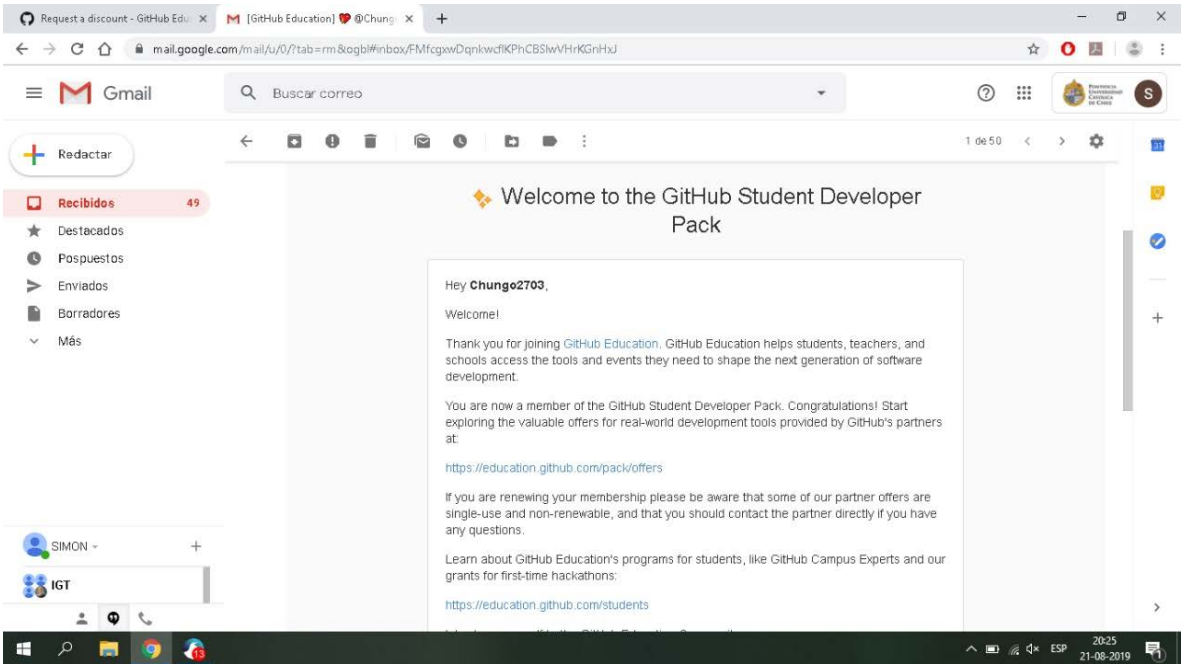 Request a discount - GitHub Edu
[GitHub Education] 💖 @Chungo
mail.google.com/mail/u/0/?tab=rm&ogbl#inbox/FMfcgxwDqnkwcflKPhCBSlwVHrKGnHxJ
Gmail
Buscar correo
PONTIFICIA
UNIVERSIDAD
CATÓLICA
DE CHILE
S
Redactar
1 de 50
31
Recibidos 49
Destacados
Pospuestos
Enviados
Borradores
Más
✨ Welcome to the GitHub Student Developer
Pack
Hey Chungo2703,
Welcome!
Thank you for joining GitHub Education. GitHub Education helps students, teachers, and
schools access the tools and events they need to shape the next generation of software
development.
You are now a member of the GitHub Student Developer Pack. Congratulations! Start
exploring the valuable offers for real-world development tools provided by GitHub's partners
at:
https://education.github.com/pack/offers
If you are renewing your membership please be aware that some of our partner offers are
single-use and non-renewable, and that you should contact the partner directly if you have
any questions.
Learn about GitHub Education's programs for students, like GitHub Campus Experts and our
grants for first-time hackathons:
https://education.github.com/students
SIMON
IGT
13
ESP
20:25
21-08-2019